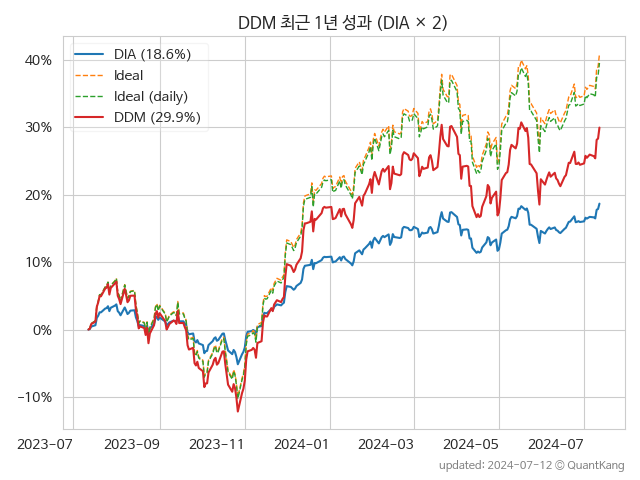 DDM 최근 1년 성과 (DIA × 2)
DIA (18.6%)
Ideal
Ideal (daily)
DDM (29.9%)
40%
30%
20%
10%
0%
−10%
2023-07
2023-09
2023-11
2024-01
2024-03
2024-05
2024-07
updated: 2024-07-12 © QuantKang